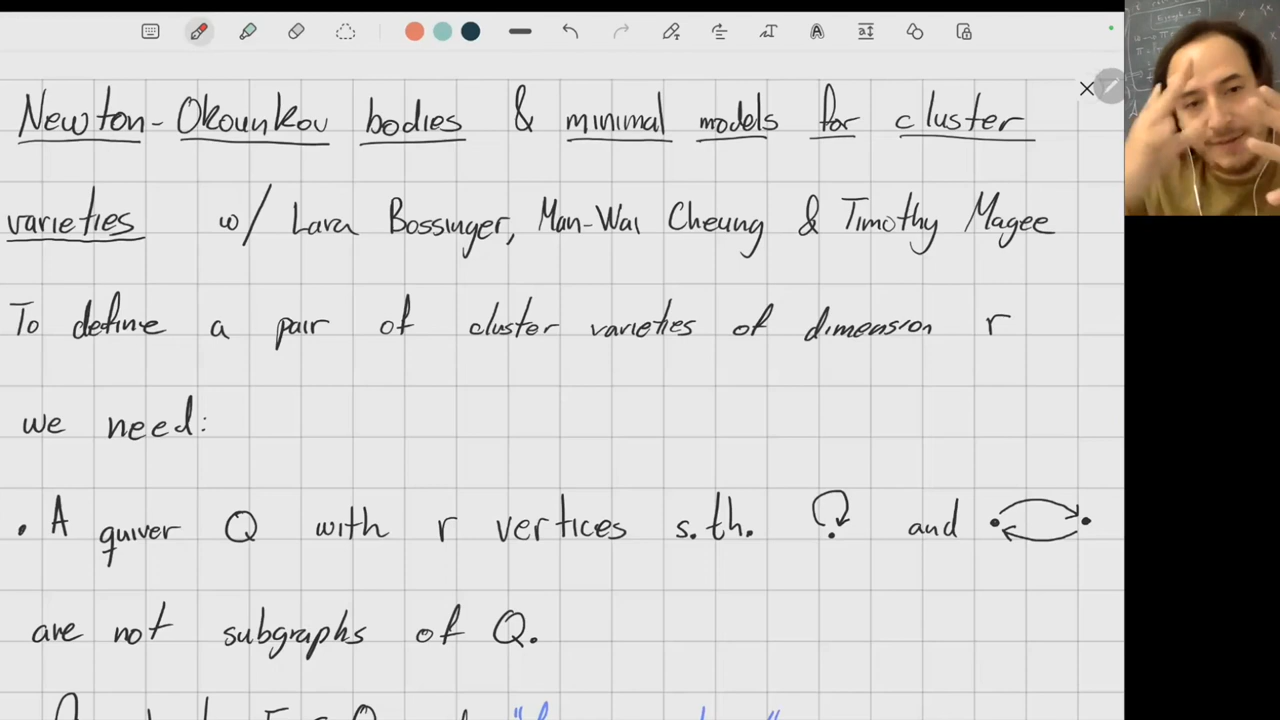 Newton-Okounkov bodies & minimal models for cluster
varieties w/ Lara Bossinger, Man-Wai Cheung & Timothy Magee
To define a pair of cluster varieties of dimension r
we need:
• A quiver Q with r vertices s.th. and
are not subgraphs of Q.